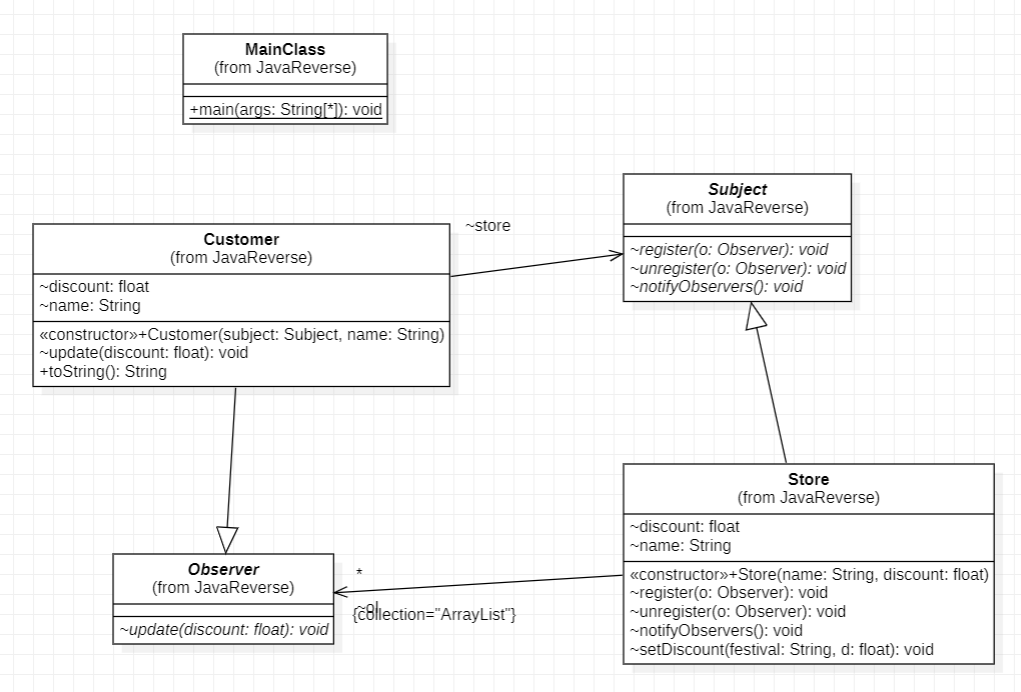 MainClass
(from JavaReverse)
+main(args: String[*]): void
Subject
(from JavaReverse)
~register(o: Observer): void
~unregister(o: Observer): void
~notifyObservers(): void
~store
Customer
(from JavaReverse)
~discount: float
~name: String
«constructor»+Customer(subject: Subject, name: String)
~update(discount: float): void
+toString(): String
Store
(from JavaReverse)
~discount: float
~name: String
«constructor»+Store(name: String, discount: float)
~register(o: Observer): void
~unregister(o: Observer): void
~notifyObservers(): void
~setDiscount(festival: String, d: float): void
Observer
(from JavaReverse)
~update(discount: float): void
*
~ol
{collection="ArrayList"}